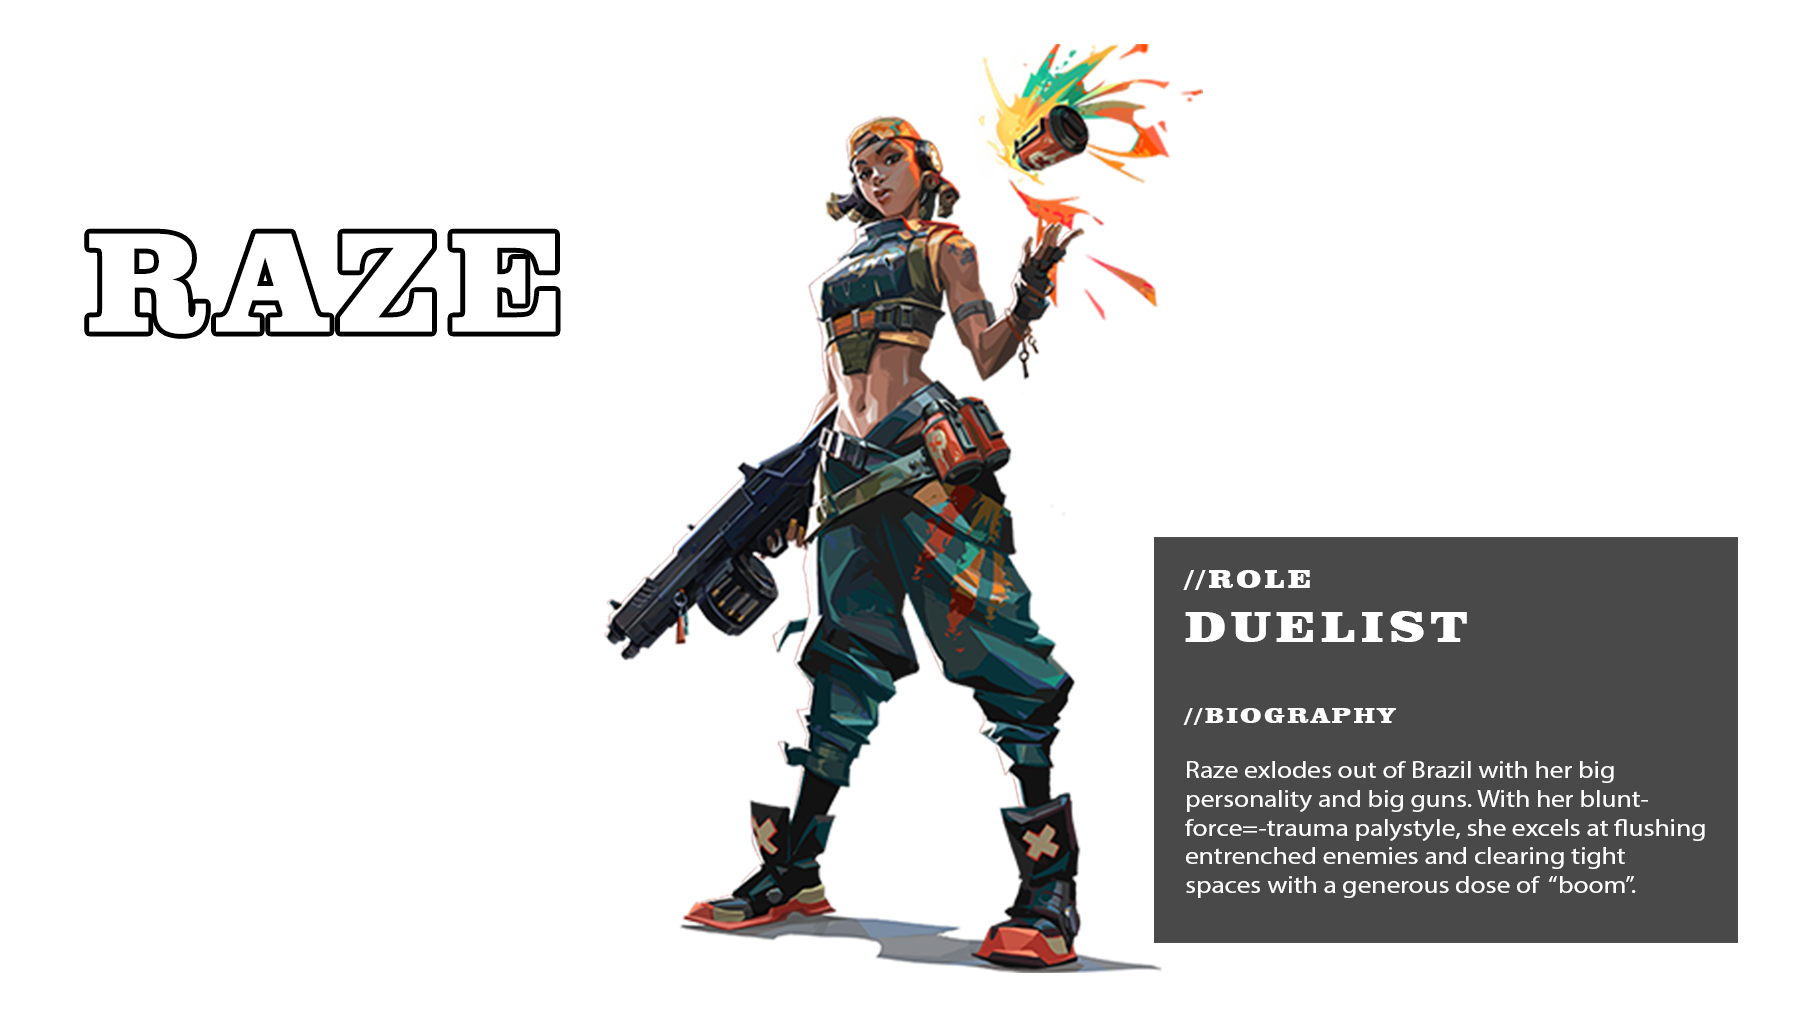 RAZE
//ROLE
DUELIST
//BIOGRAPHY
Raze exlodes out of Brazil with her big
personality and big guns. With her blunt-
force=-trauma palystyle, she excels at flushing
entrenched enemies and clearing tight
spaces with a generous dose of “boom”.